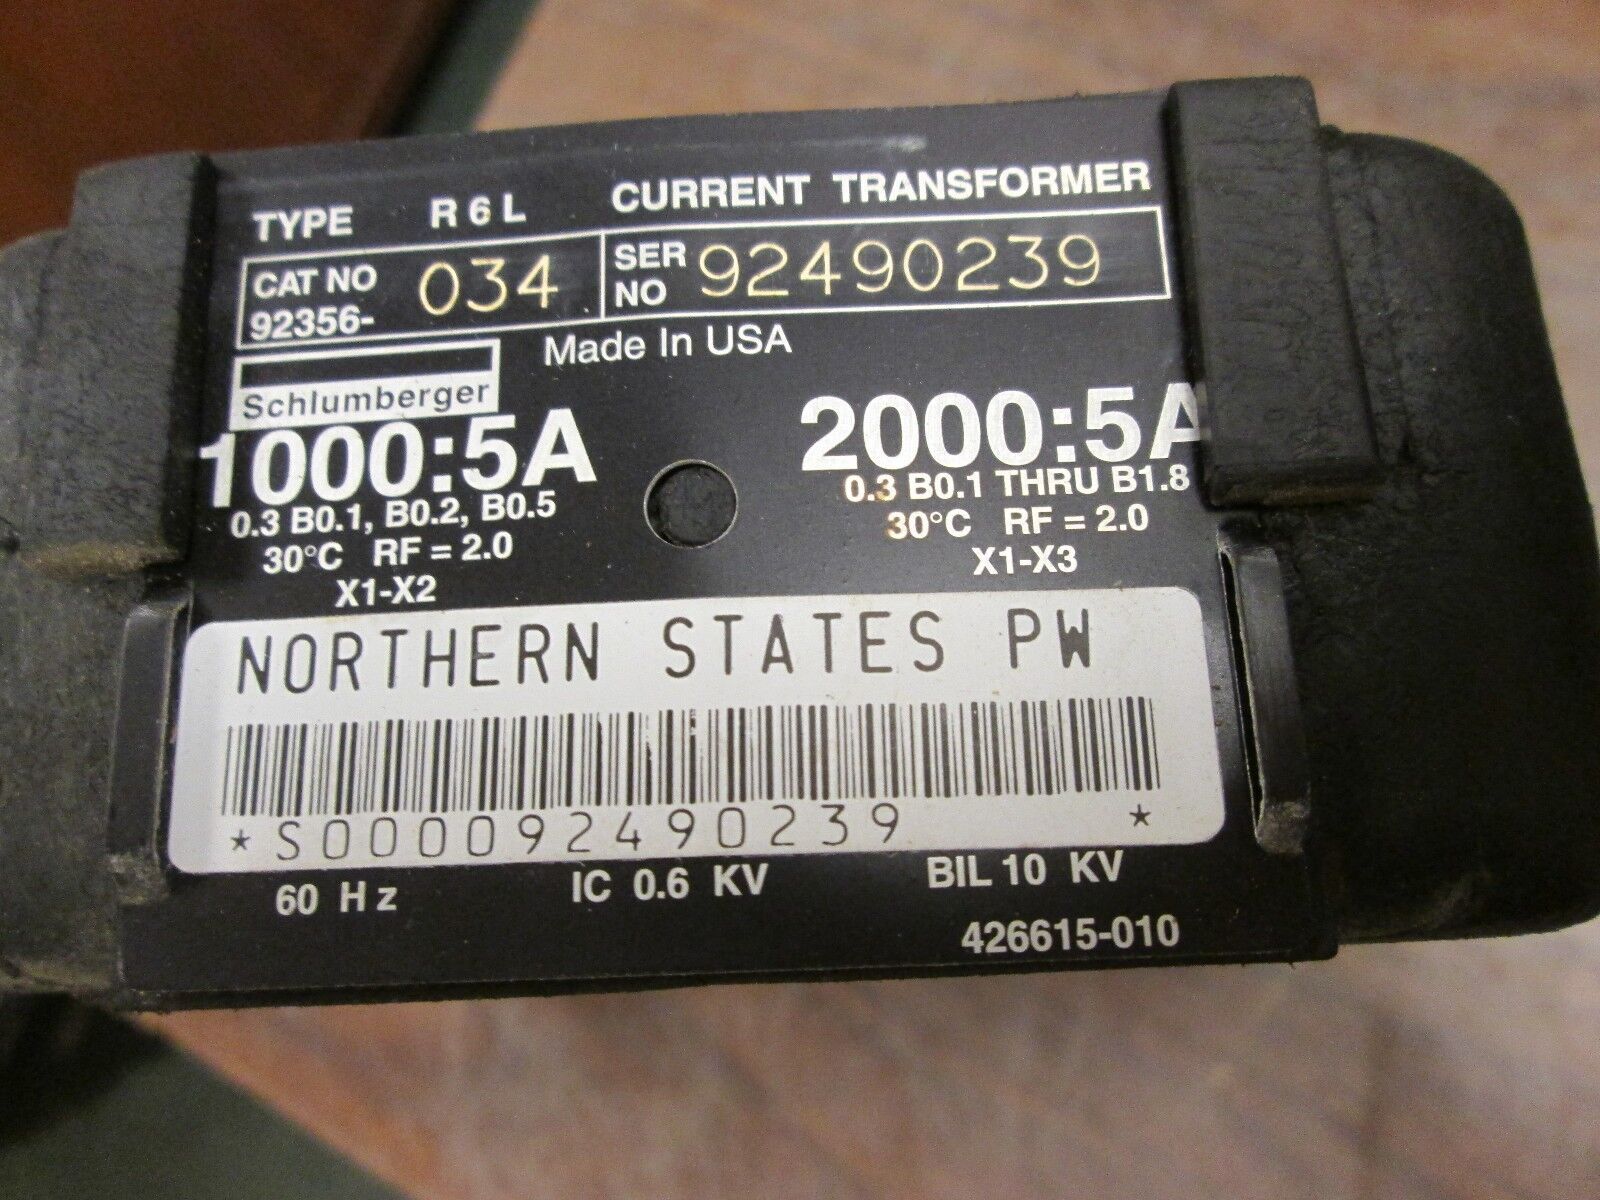 TYPE R6L CURRENT TRANSFORMER
CAT NO 92356- 034 SER NO 92490239
Schlumberger
Made In USA
1000:5A
0.3 B0.1, B0.2, B0.5
30°C RF = 2.0
X1-X2
2000:5A
0.3 B0.1 THRU B1.8
30°C RF = 2.0
X1-X3
NORTHERN STATES PW
*S000092490239 *
60 Hz IC 0.6 KV BIL 10 KV
426615-010